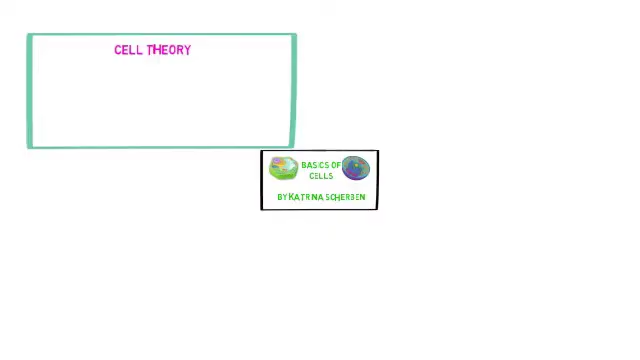 CELL THEORY
BASICS OF
CELLS
BY KATRINA SCHERBEN